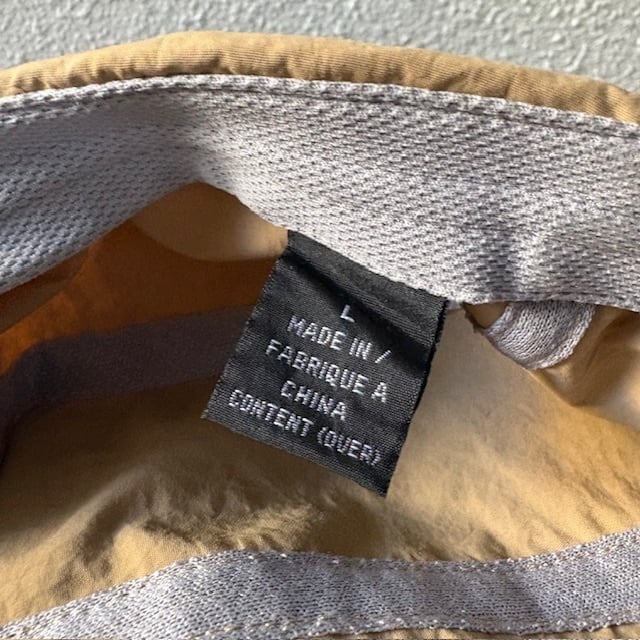 L
MADE IN /
FABRIQUE A
CHINA
CONTENT (OVER)